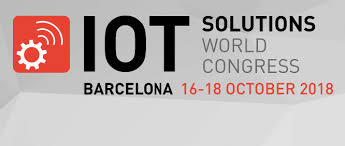 IOT SOLUTIONS
WORLD
CONGRESS
BARCELONA 16-18 OCTOBER 2018